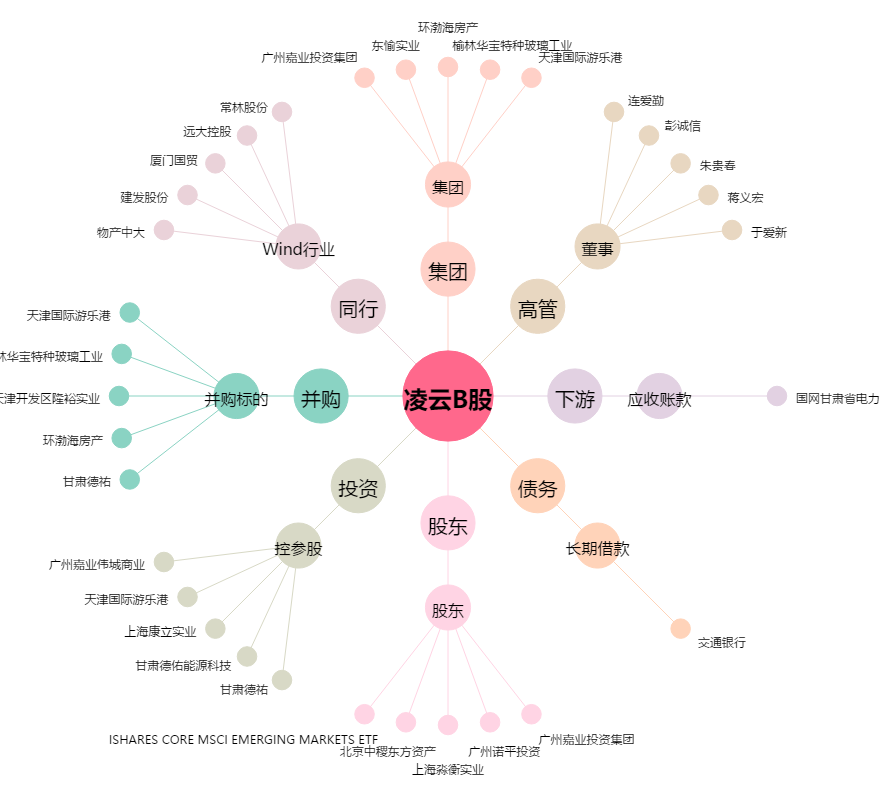 环渤海房产
东愉实业
榆林华宝特种玻璃工业
广州嘉业投资集团
天津国际游乐港
常林股份
连爱勤
远大控股
彭诚信
厦门国贸
朱贵春
建发股份
集团
蒋义宏
物产中大
于爱新
Wind行业
董事
集团
同行
高管
天津国际游乐港
林华宝特种玻璃工业
天津开发区隆裕实业
并购标的
并购
凌云B股
下游
应收账款
国网甘肃省电力
环渤海房产
甘肃德祐
投资
债务
股东
控参股
长期借款
广州嘉业伟城商业
天津国际游乐港
股东
上海康立实业
交通银行
甘肃德佑能源科技
甘肃德祐
ISHARES CORE MSCI EMERGING MARKETS ETF
广州嘉业投资集团
北京中稷东方资产
广州诺平投资
上海淼衡实业